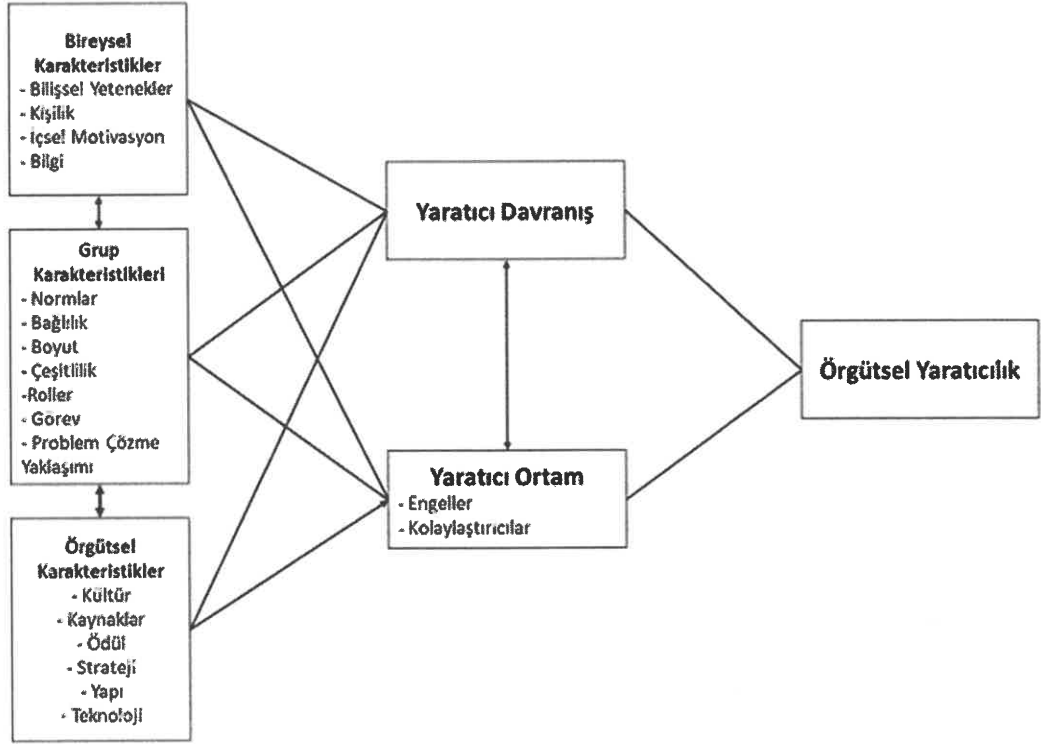 Bireysel
Karakteristikler
- Bilişsel Yetenekler
- Kişilik
- İçsel Motivasyon
- Bilgi
Grup
Karakteristikleri
- Normlar
- Bağlılık
- Boyut
- Çeşitlilik
-Roller
- Görev
- Problem Çözme
Yaklaşımı
Örgütsel
Karakteristikler
- Kültür
- Kaynaklar
- Ödül
- Strateji
- Yapı
- Teknoloji
Yaratıcı Davranış
Yaratıcı Ortam
- Engeller
- Kolaylaştırıcılar
Örgütsel Yaratıcılık